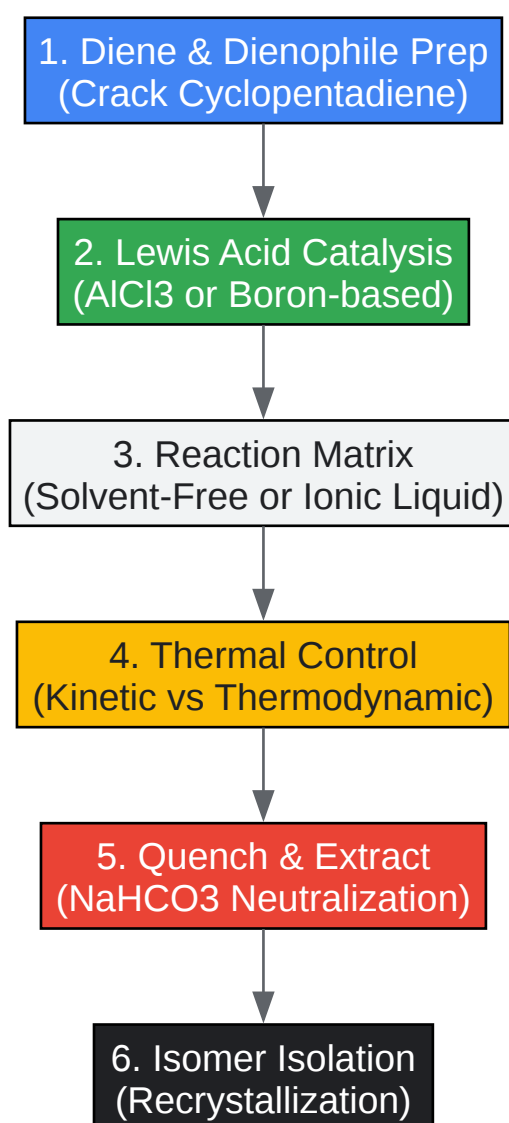 1. Diene & Dienophile Prep
(Crack Cyclopentadiene)
2. Lewis Acid Catalysis
(AlCl3 or Boron-based)
3. Reaction Matrix
(Solvent-Free or Ionic Liquid)
4. Thermal Control
(Kinetic vs Thermodynamic)
5. Quench & Extract
(NaHCO3 Neutralization)
6. Isomer Isolation
(Recrystallization)